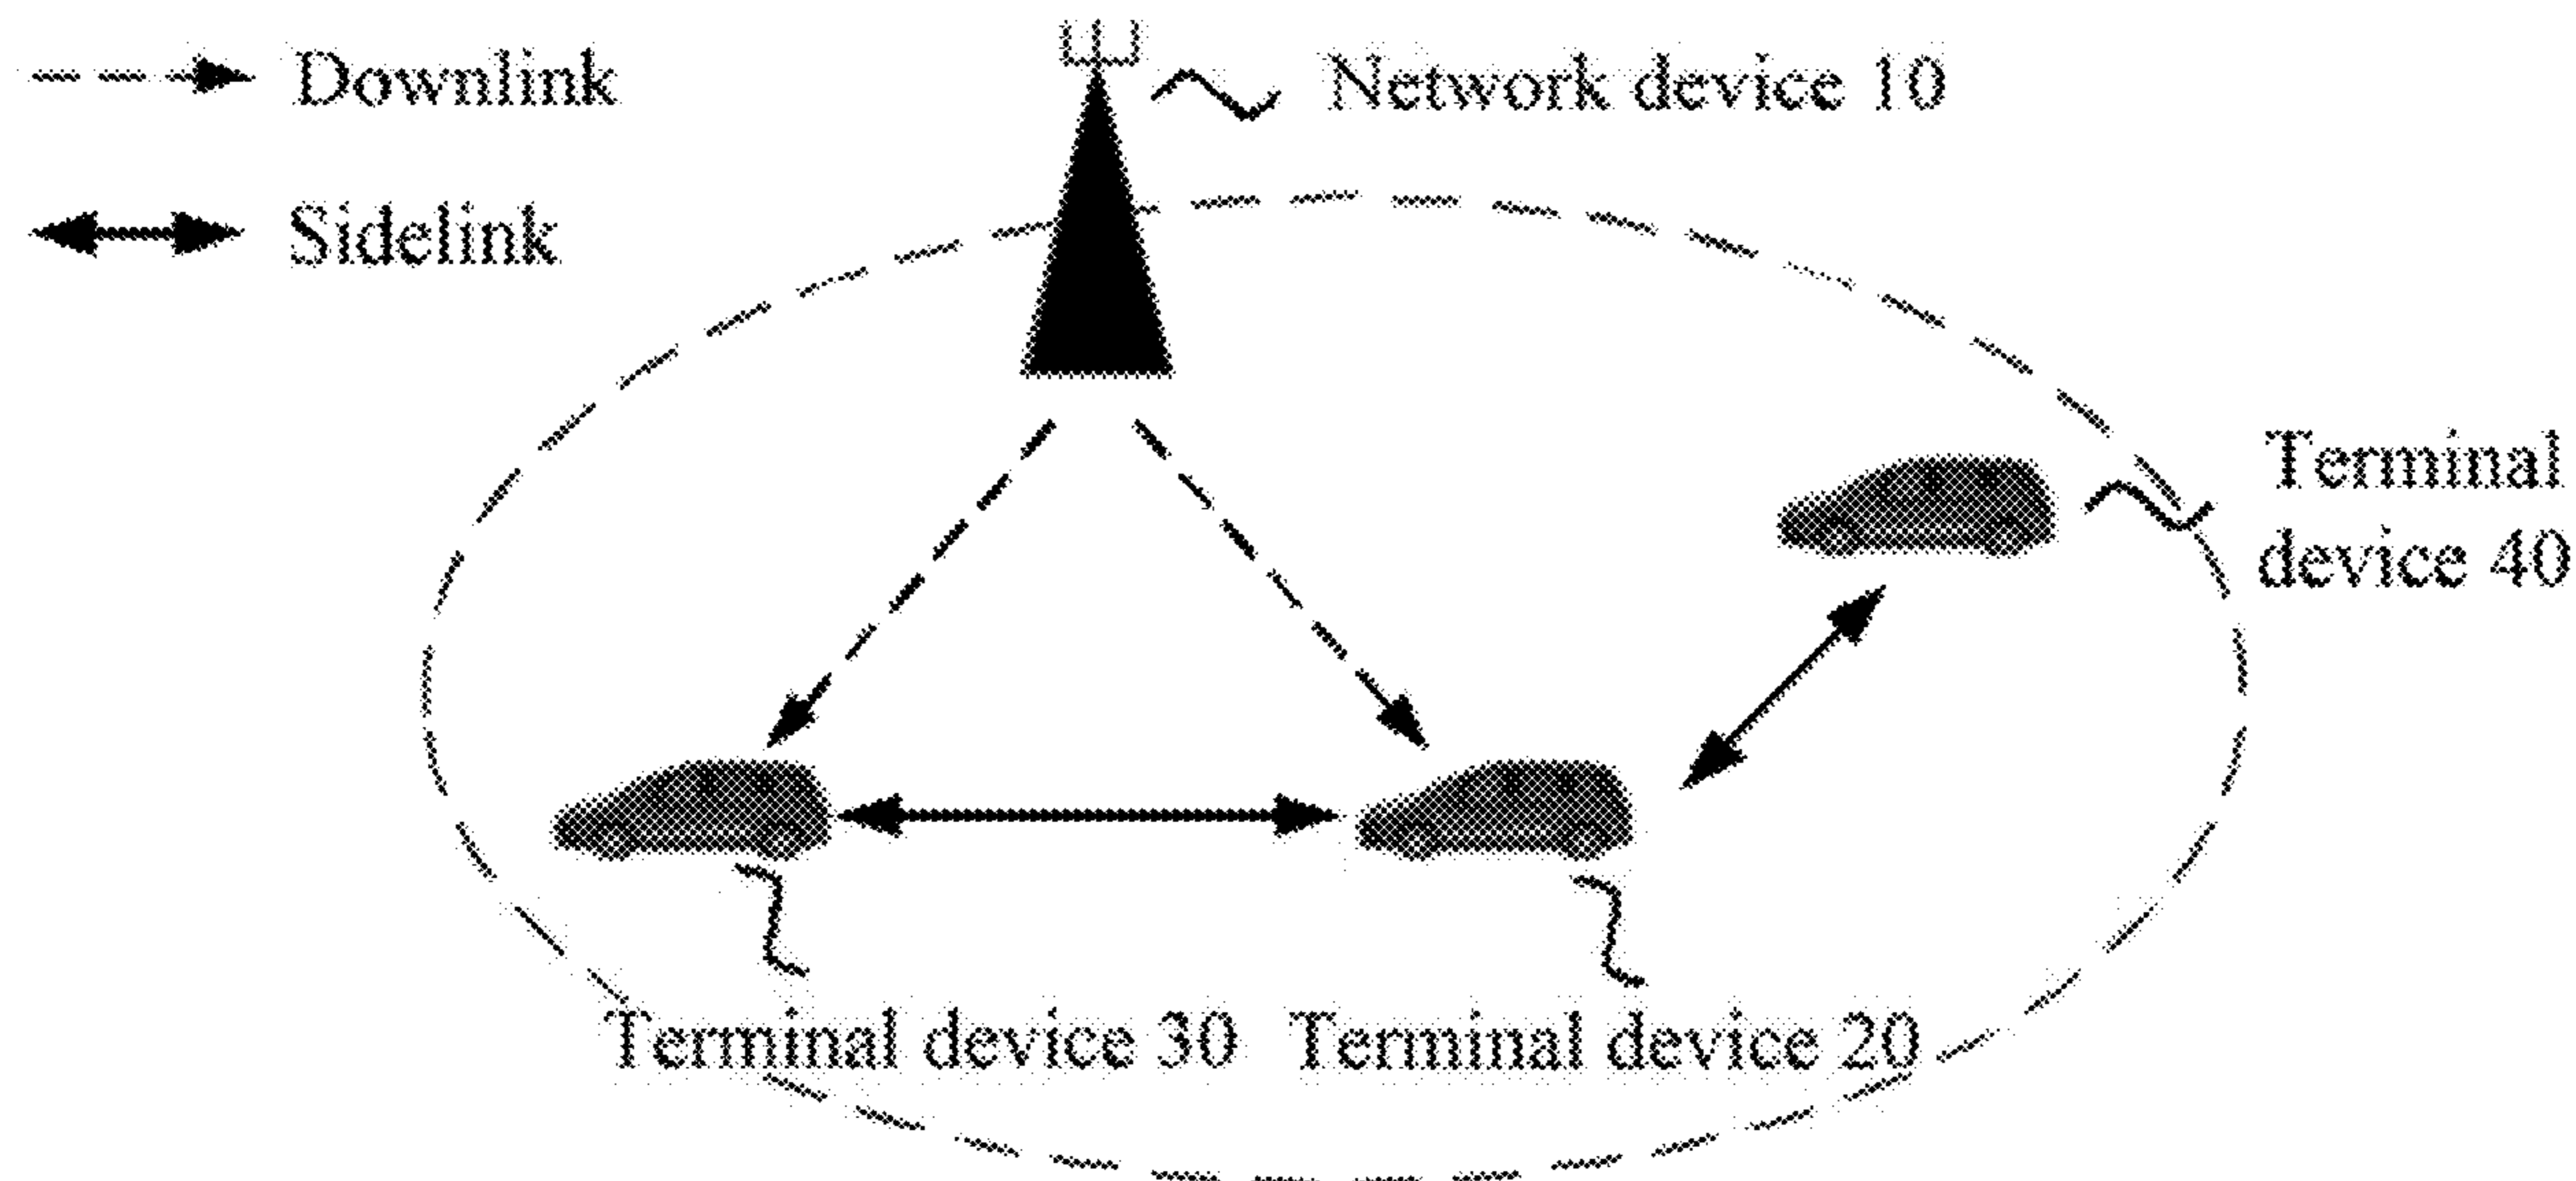 Downlink
Network device 10
Sidelink
Terminal
device 40
Terminal device 30
Terminal device 20